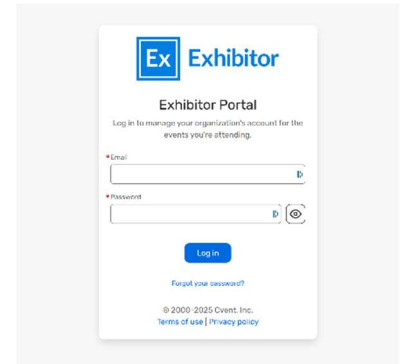 Ex Exhibitor
Exhibitor Portal
Log in to manage your organization's account for the
events you're attending.
*Email
*Password
Log in
Forgot your password?
© 2000-2025 Cvent, Inc.
Terms of use | Privacy policy